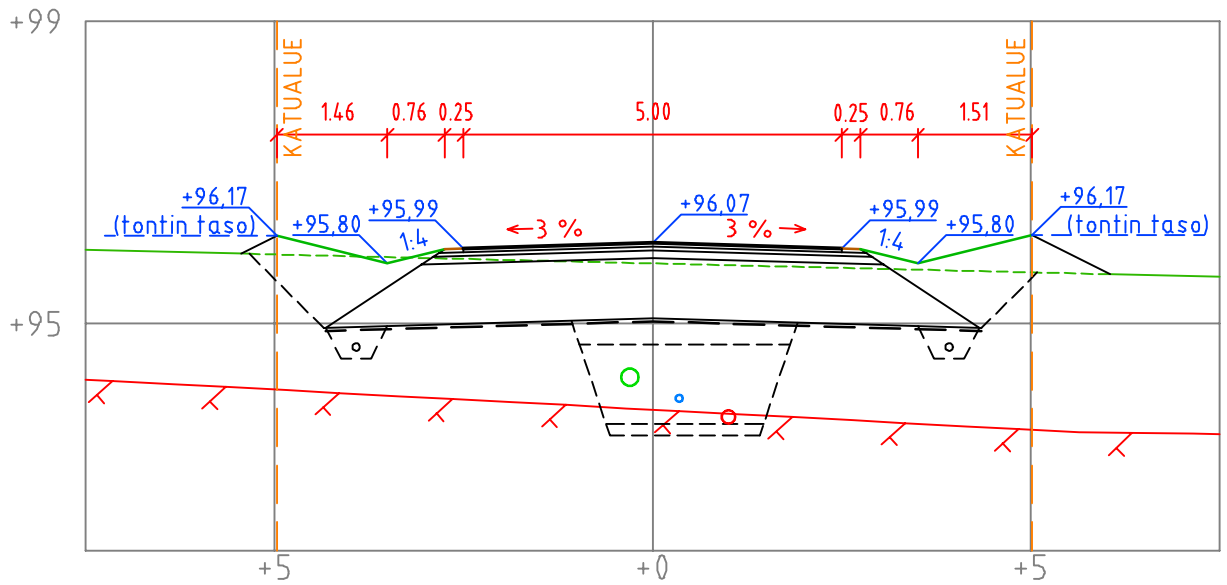 +99
KATUALUE
KATUALUE
1.46 0.76 0.25 5.00 0.25 0.76 1.51
+96,17
(tontin taso)
+95,80
+95,99
1:4
3 %
+96,07
3 %
+95,99
1:4
+95,80
+96,17
(tontin taso)
+95
+5 +0 +5